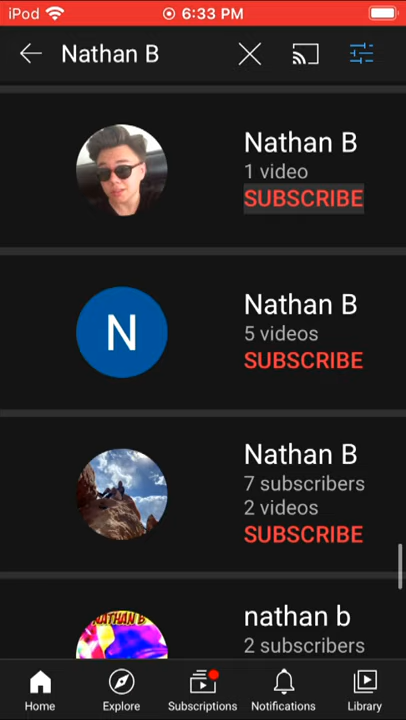 iPod 6:33 PM
Nathan B
Nathan B
1 video
SUBSCRIBE
N
Nathan B
5 videos
SUBSCRIBE
Nathan B
7 subscribers
2 videos
SUBSCRIBE
NATHAN B
nathan b
2 subscribers
Home Explore Subscriptions Notifications Library